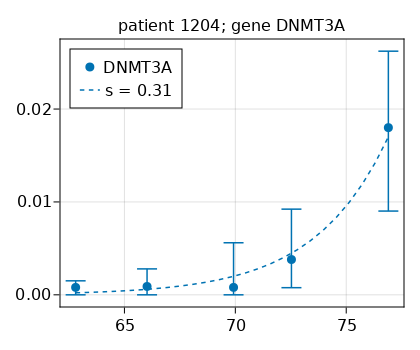 patient 1204; gene DNMT3A
DNMT3A
s = 0.31
0.02
0.01
0.00
65
70
75